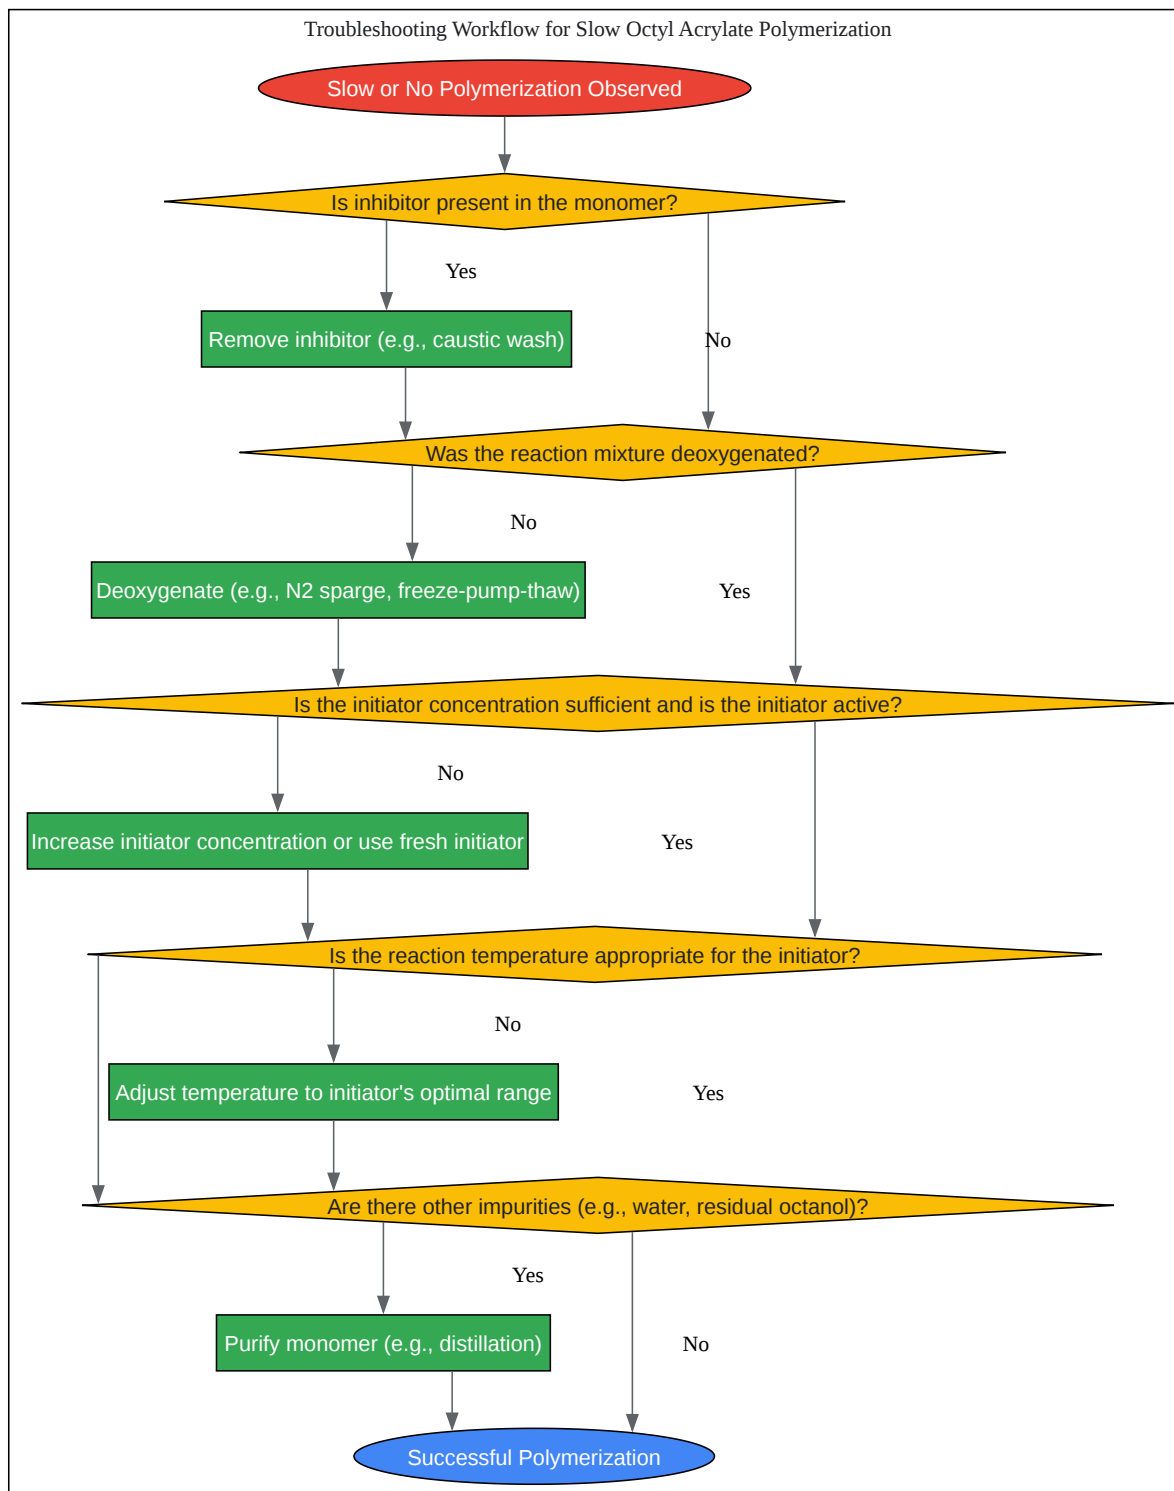 Troubleshooting Workflow for Slow Octyl Acrylate Polymerization
Slow or No Polymerization Observed
Is inhibitor present in the monomer?
Yes
Remove inhibitor (e.g., caustic wash)
No
Was the reaction mixture deoxygenated?
No
Deoxygenate (e.g., N2 sparge, freeze-pump-thaw)
Yes
Is the initiator concentration sufficient and is the initiator active?
No
Increase initiator concentration or use fresh initiator
Yes
Is the reaction temperature appropriate for the initiator?
No
Adjust temperature to initiator's optimal range
Yes
Are there other impurities (e.g., water, residual octanol)?
Yes
Purify monomer (e.g., distillation)
No
Successful Polymerization